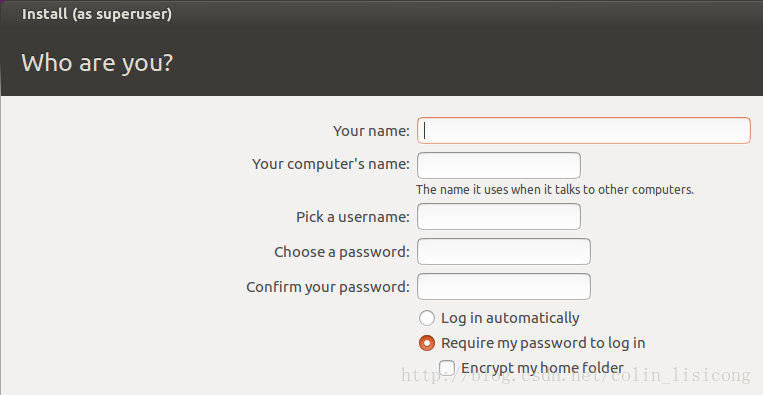 Install (as superuser)
Who are you?
Your name:
Your computer's name:
The name it uses when it talks to other computers.
Pick a username:
Choose a password:
Confirm your password:
Log in automatically
Require my password to log in
Encrypt my home folder
http://blog.csdn.net/colin_lisicong